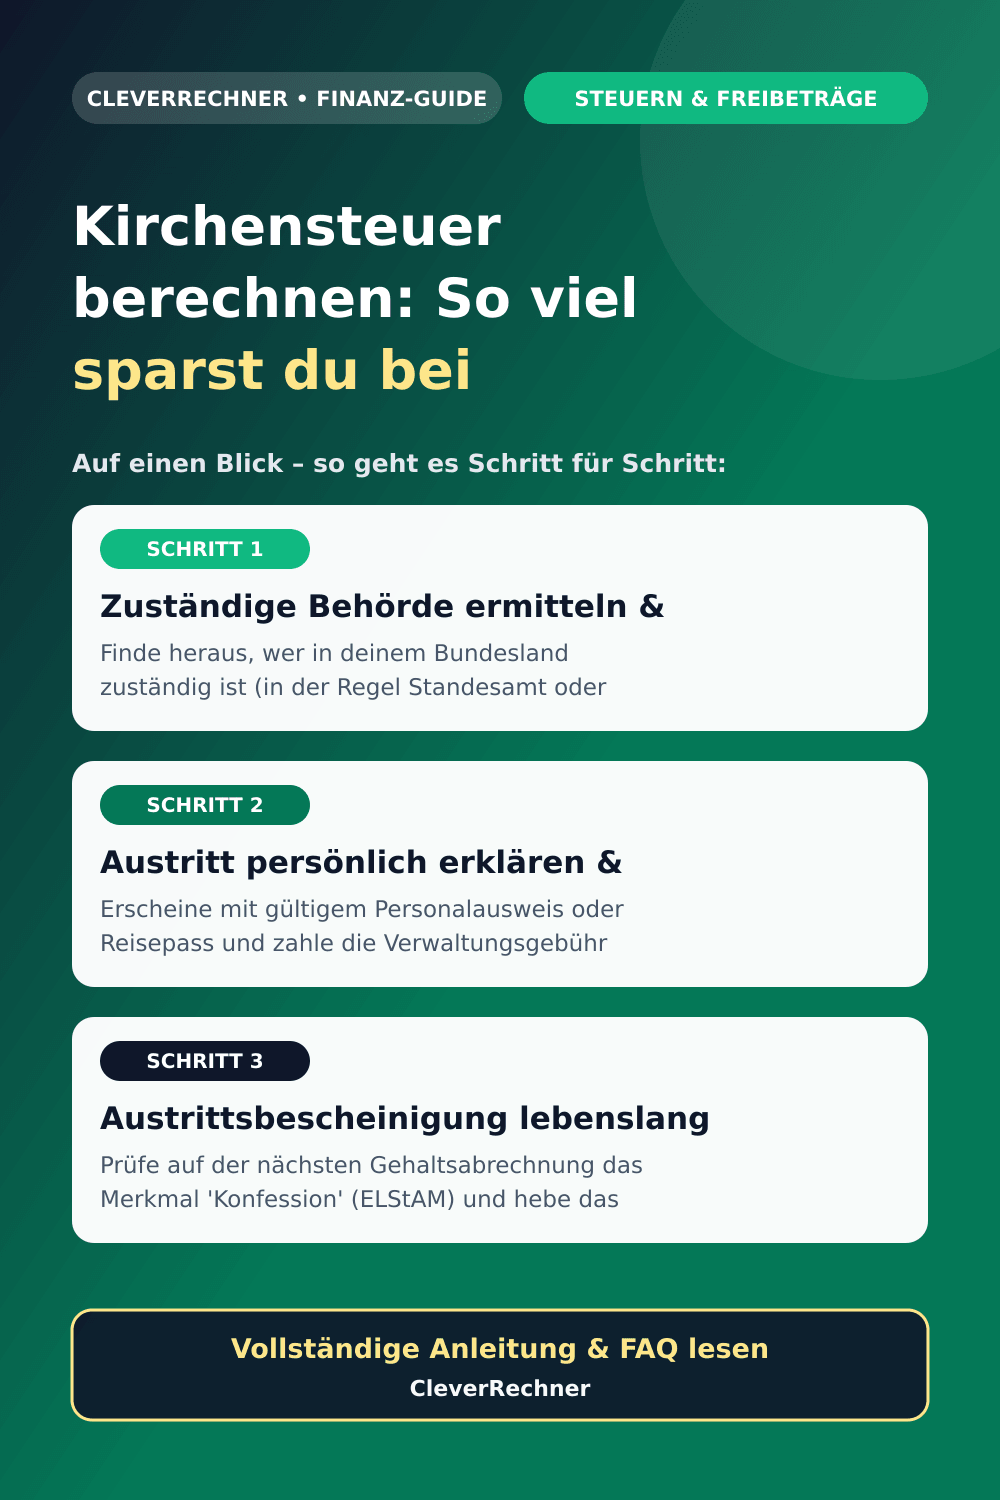 CLEVERRECHNER • FINANZ-GUIDE
STEUERN & FREIBETRÄGE
Kirchensteuer
berechnen: So viel
sparst du bei
Auf einen Blick – so geht es Schritt für Schritt:
SCHRITT 1
Zuständige Behörde ermitteln &
Finde heraus, wer in deinem Bundesland
zuständig ist (in der Regel Standesamt oder
SCHRITT 2
Austritt persönlich erklären &
Erscheine mit gültigem Personalausweis oder
Reisepass und zahle die Verwaltungsgebühr
SCHRITT 3
Austrittsbescheinigung lebenslang
Prüfe auf der nächsten Gehaltsabrechnung das
Merkmal 'Konfession' (ELStAM) und hebe das
Vollständige Anleitung & FAQ lesen
CleverRechner